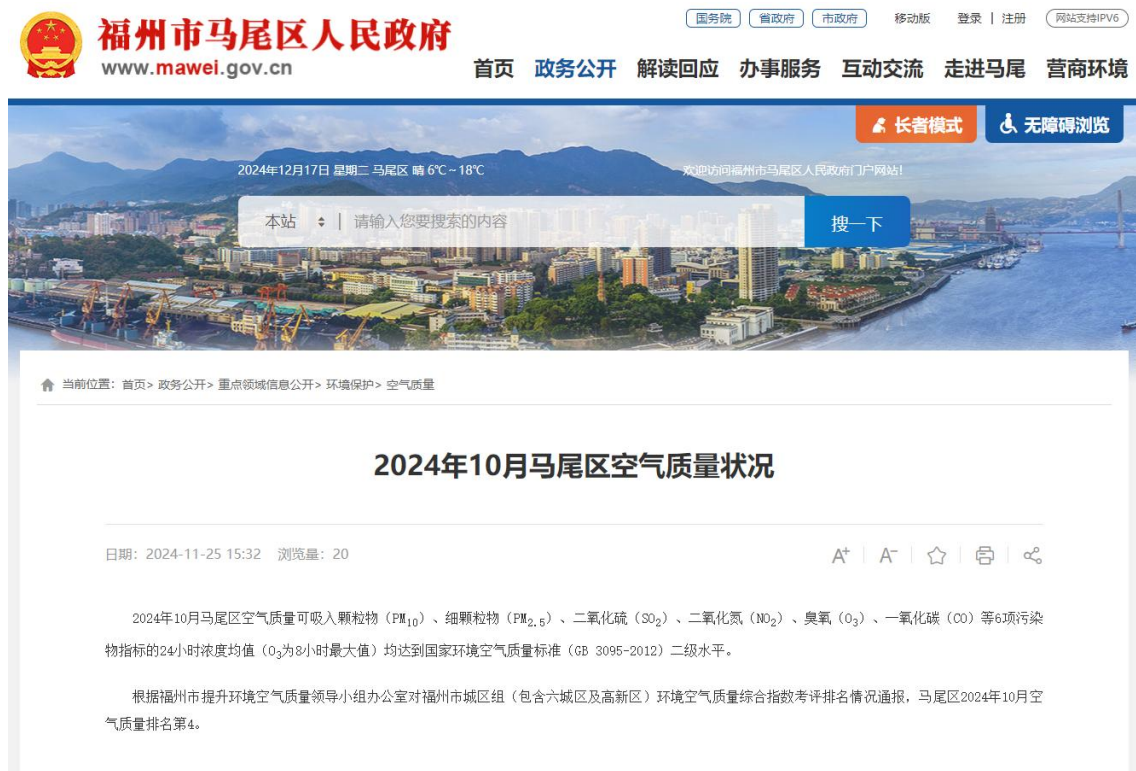 福州市马尾区人民政府
www.mawei.gov.cn
国务院 省政府 市政府 移动版 登录 | 注册 网站支持IPV6
首页 政务公开 解读回应 办事服务 互动交流 走进马尾 营商环境
长者模式 无障碍浏览
2024年12月17日 星期二 马尾区 晴 6℃ ~ 18℃ 欢迎访问福州市马尾区人民政府门户网站!
本站 | 请输入您要搜索的内容 搜一下
当前位置：首页> 政务公开> 重点领域信息公开> 环境保护> 空气质量
2024年10月马尾区空气质量状况
日期：2024-11-25 15:32 浏览量：20 A+ A-
2024年10月马尾区空气质量可吸入颗粒物（PM10）、细颗粒物（PM2.5）、二氧化硫（SO2）、二氧化氮（NO2）、臭氧（O3）、一氧化碳（CO）等6项污染
物指标的24小时浓度均值（O3为8小时最大值）均达到国家环境空气质量标准（GB 3095-2012）二级水平。
根据福州市提升环境空气质量领导小组办公室对福州市城区组（包含六城区及高新区）环境空气质量综合指数考评排名情况通报，马尾区2024年10月空
气质量排名第4。